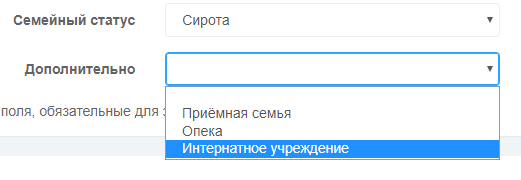 Семейный статус Сирота
Дополнительно
Приёмная семья
поля, обязательные для
Опека
Интернатное учреждение